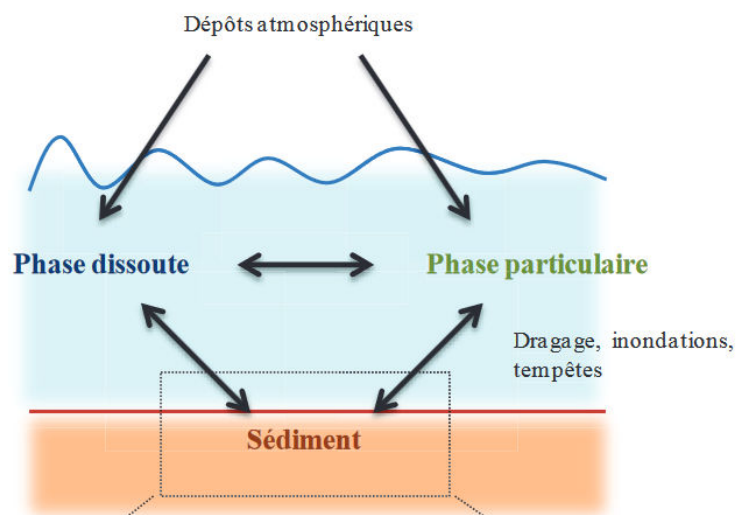 Dépôts atmosphériques
Phase dissoute
Phase particulaire
Dragage, inondations,
tempêtes
Sédiment